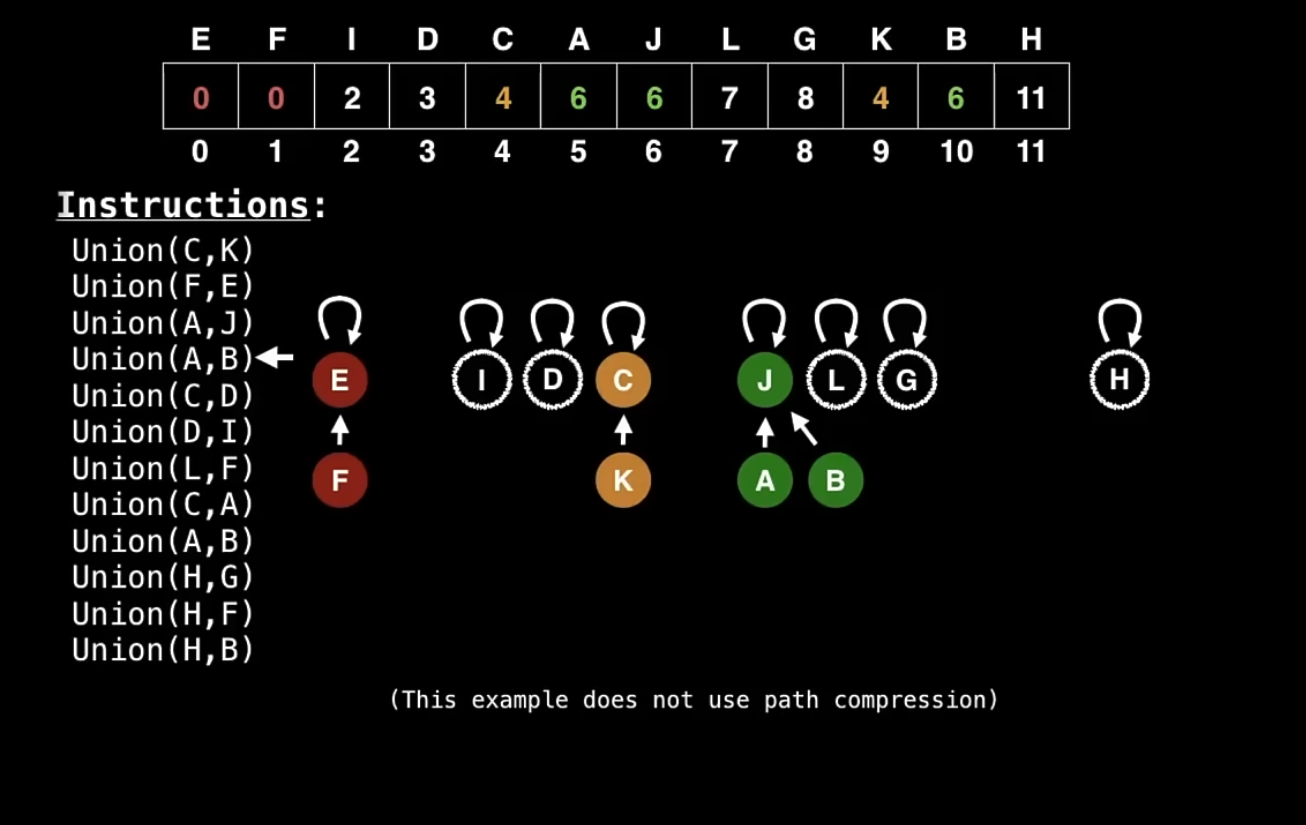 E F I D C A J L G K B H
0 0 2 3 4 6 6 7 8 4 6 11
0 1 2 3 4 5 6 7 8 9 10 11
Instructions:
Union(C,K)
Union(F,E)
Union(A,J)
Union(A,B)
Union(C,D)
Union(D,I)
Union(L,F)
Union(C,A)
Union(A,B)
Union(H,G)
Union(H,F)
Union(H,B)
E I D C J L G H
F K A B
(This example does not use path compression)